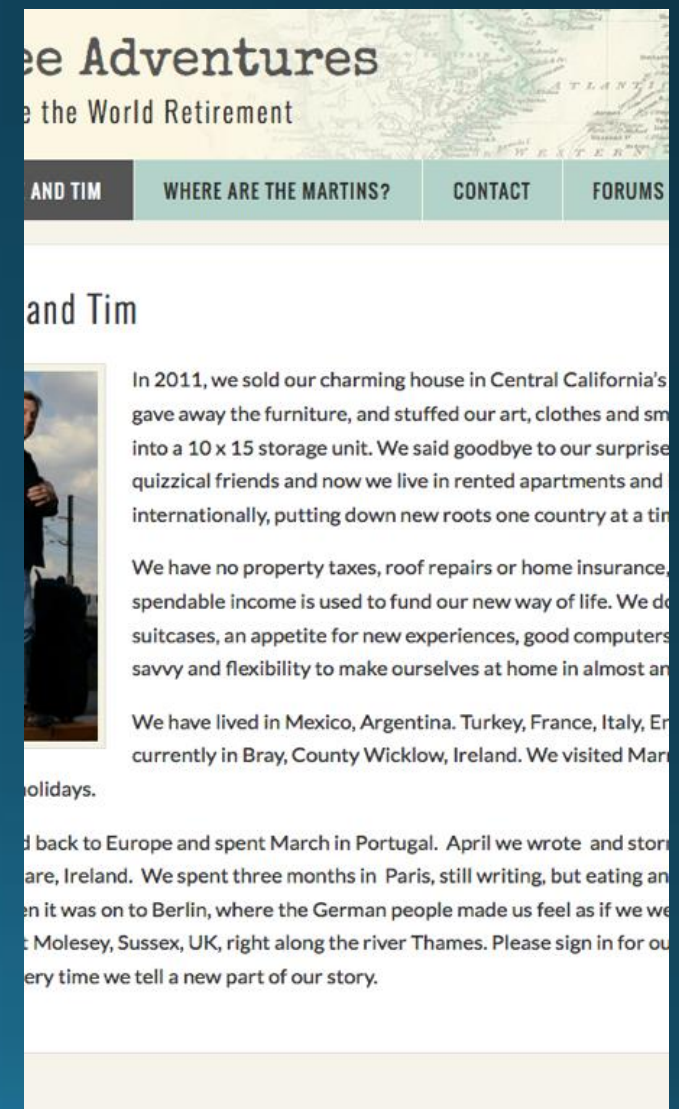 ee Adventures
e the World Retirement
AND TIM WHERE ARE THE MARTINS? CONTACT FORUMS
and Tim
In 2011, we sold our charming house in Central California's
gave away the furniture, and stuffed our art, clothes and sm
into a 10 x 15 storage unit. We said goodbye to our surprise
quizzical friends and now we live in rented apartments and
internationally, putting down new roots one country at a tim
We have no property taxes, roof repairs or home insurance,
spendable income is used to fund our new way of life. We do
suitcases, an appetite for new experiences, good computers
savvy and flexibility to make ourselves at home in almost an
We have lived in Mexico, Argentina. Turkey, France, Italy, En
currently in Bray, County Wicklow, Ireland. We visited Marr
olidays.
d back to Europe and spent March in Portugal. April we wrote and storm
are, Ireland. We spent three months in Paris, still writing, but eating an
en it was on to Berlin, where the German people made us feel as if we we
t Molesey, Sussex, UK, right along the river Thames. Please sign in for ou
ery time we tell a new part of our story.